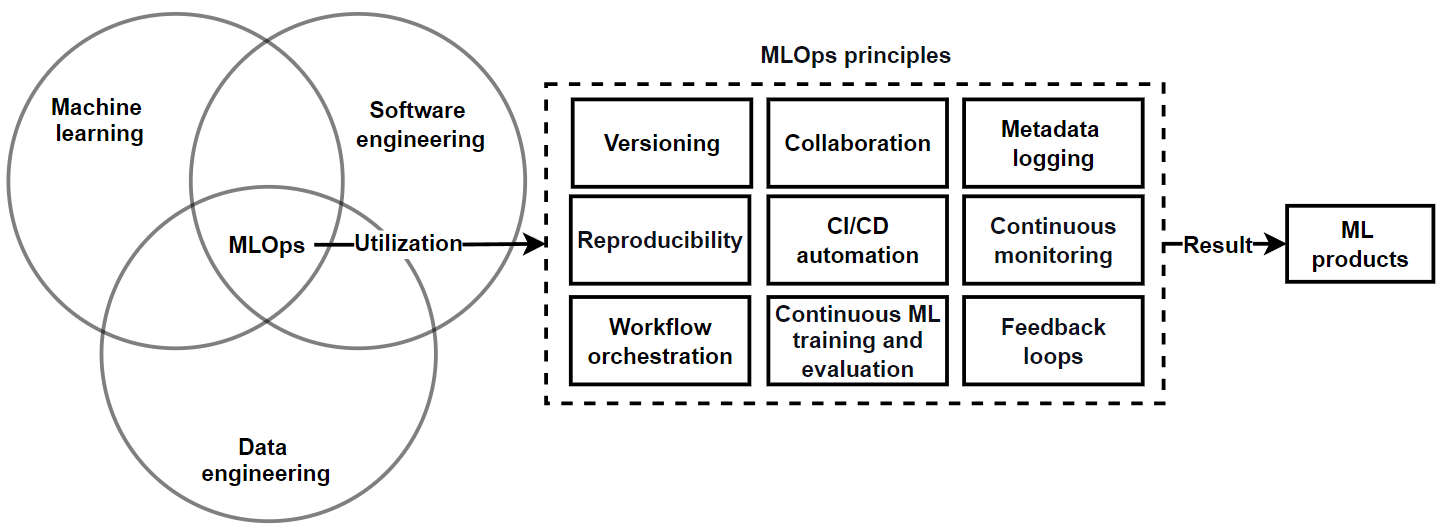 MLOps principles
Machine
learning
Software
engineering
Versioning
Collaboration
Metadata
logging
MLOps
Utilization
Reproducibility
CI/CD
automation
Continuous
monitoring
Result
ML
products
Workflow
orchestration
Continuous ML
training and
evaluation
Feedback
loops
Data
engineering